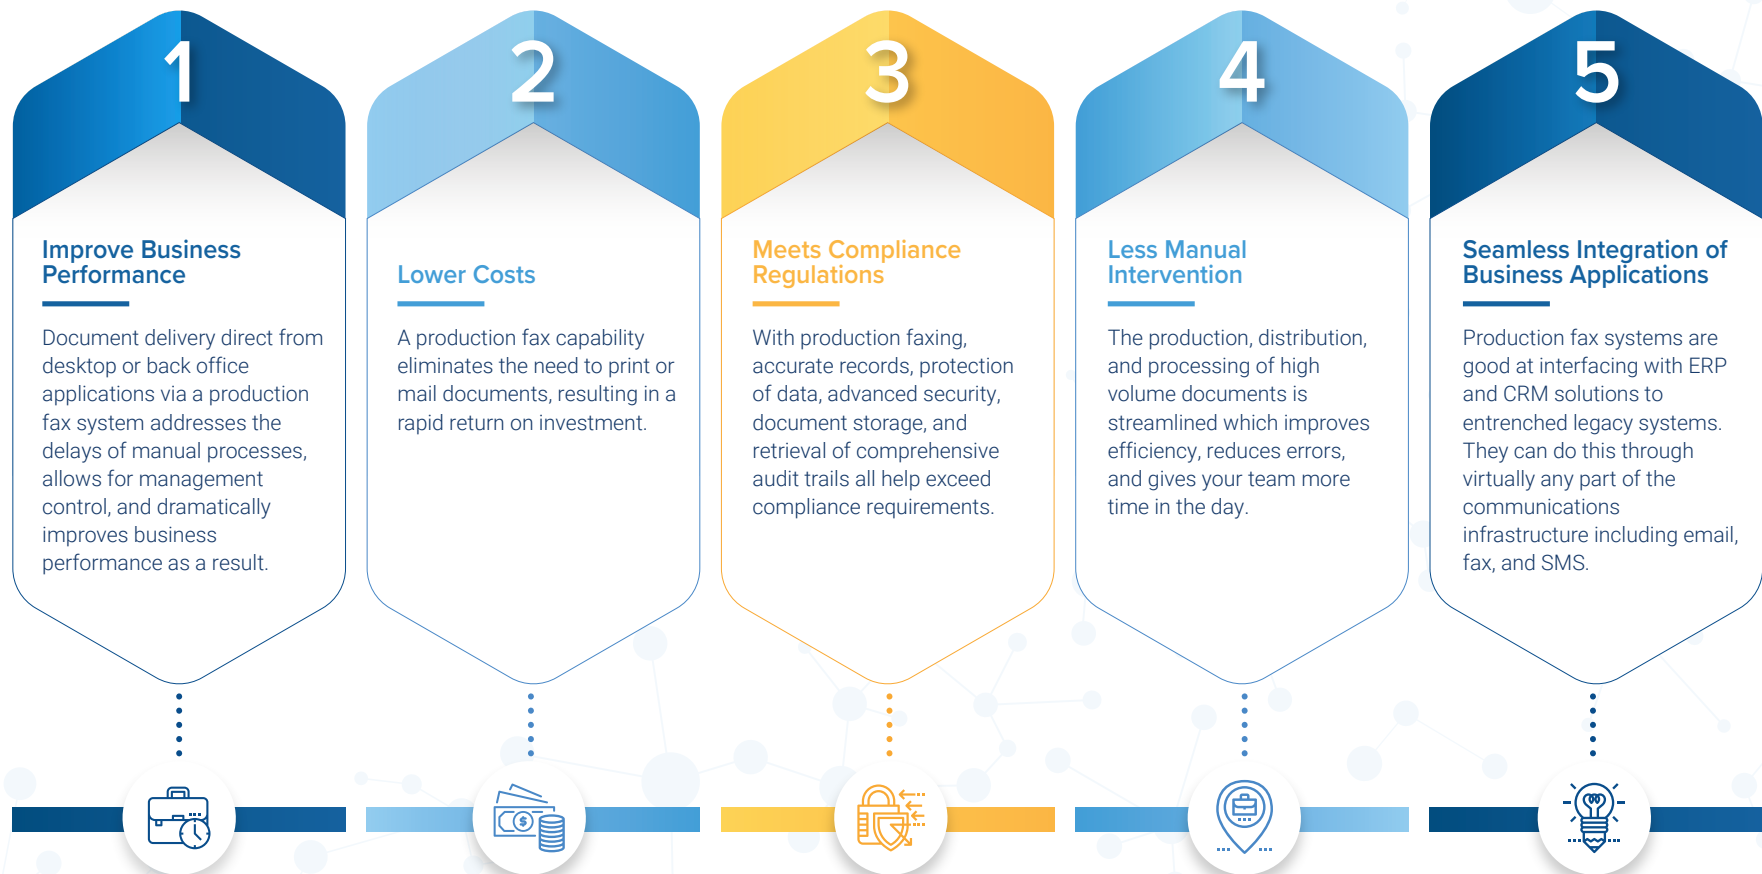 1
Improve Business
Performance
Document delivery direct from
desktop or back office
applications via a production
fax system addresses the
delays of manual processes,
allows for management
control, and dramatically
improves business
performance as a result.
2
Lower Costs
A production fax capability
eliminates the need to print or
mail documents, resulting in a
rapid return on investment.
3
Meets Compliance
Regulations
With production faxing,
accurate records, protection
of data, advanced security,
document storage, and
retrieval of comprehensive
audit trails all help exceed
compliance requirements.
4
Less Manual
Intervention
The production, distribution,
and processing of high
volume documents is
streamlined which improves
efficiency, reduces errors,
and gives your team more
time in the day.
5
Seamless Integration of
Business Applications
Production fax systems are
good at interfacing with ERP
and CRM solutions to
entrenched legacy systems.
They can do this through
virtually any part of the
communications
infrastructure including email,
fax, and SMS.
$